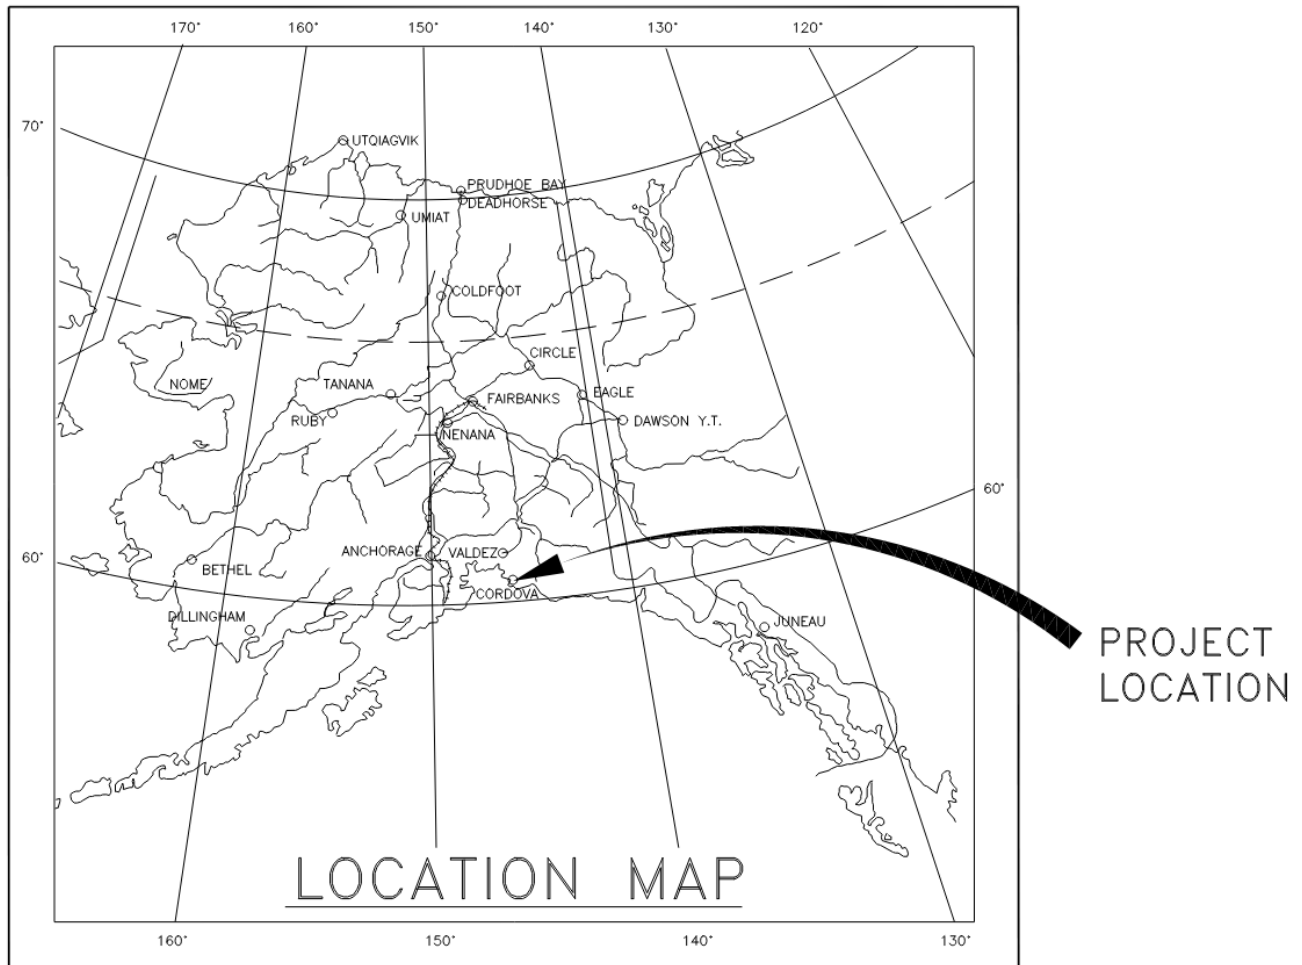 170°
160°
150°
140°
130°
120°
70°
UTQIAGVIK
PRUDHOE BAY
DEADHORSE
UMIAT
COLDFOOT
CIRCLE
NOME
TANANA
EAGLE
FAIRBANKS
RUBY
DAWSON Y.T.
NENANA
60°
ANCHORAGE
VALDEZ
60°
BETHEL
CORDOVA
DILLINGHAM
JUNEAU
PROJECT
LOCATION
LOCATION MAP
160°
150°
140°
130°